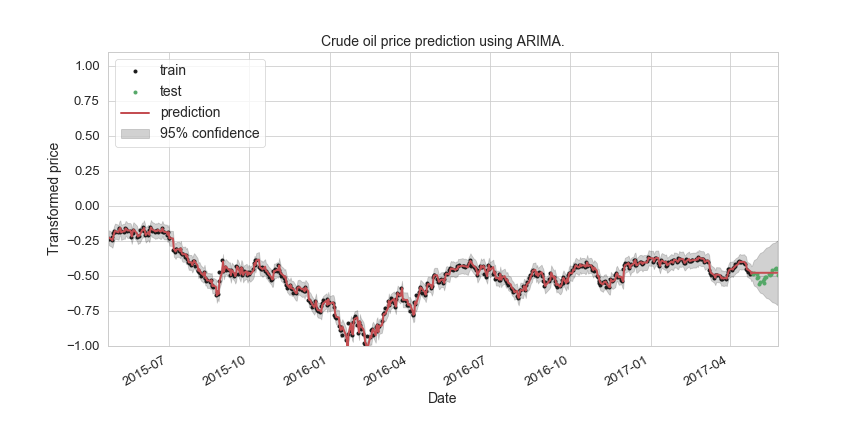 Crude oil price prediction using ARIMA.
1.00
0.75
0.50
0.25
0.00
−0.25
−0.50
−0.75
−1.00
Transformed price
train
test
prediction
95% confidence
2015-07
2015-10
2016-01
2016-04
2016-07
2016-10
2017-01
2017-04
Date